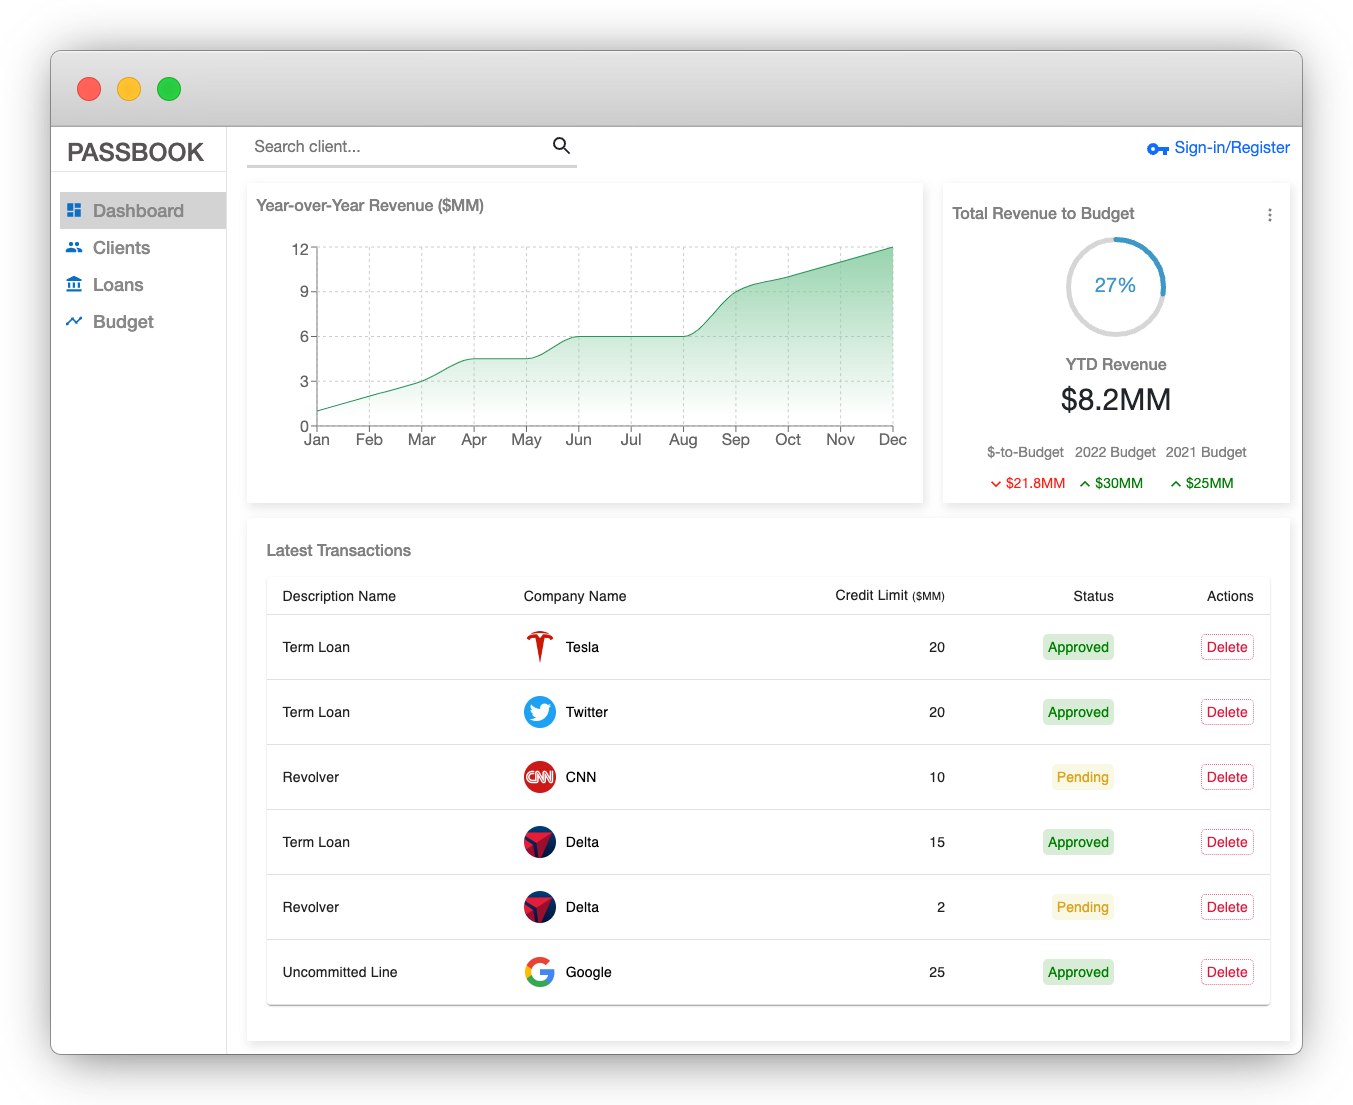 PASSBOOK
Search client...
Sign-in/Register
Dashboard
Clients
Loans
Budget
Year-over-Year Revenue ($MM)
12
9
6
3
0
Jan Feb Mar Apr May Jun Jul Aug Sep Oct Nov Dec
Total Revenue to Budget
27%
YTD Revenue
$8.2MM
$-to-Budget 2022 Budget 2021 Budget
$21.8MM $30MM $25MM
Latest Transactions
Description Name Company Name Credit Limit ($MM) Status Actions
Term Loan Tesla 20 Approved Delete
Term Loan Twitter 20 Approved Delete
Revolver CNN CNN 10 Pending Delete
Term Loan Delta 15 Approved Delete
Revolver Delta 2 Pending Delete
Uncommitted Line Google 25 Approved Delete